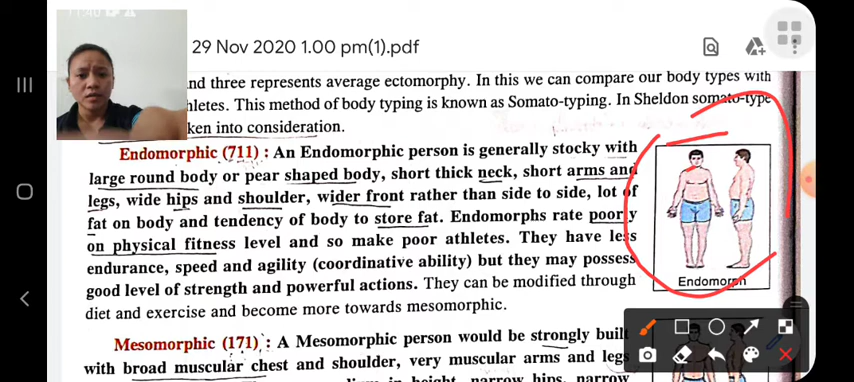 11:40
29 Nov 2020 1.00 pm(1).pdf
nd three represents average ectomorphy. In this we can compare our body types with
hletes. This method of body typing is known as Somato-typing. In Sheldon somato-type
ken into consideration.
Endomorphic (711) : An Endomorphic person is generally stocky with
large round body or pear shaped body, short thick neck, short arms and
legs, wide hips and shoulder, wider front rather than side to side, lot of
fat on body and tendency of body to store fat. Endomorphs rate poorly
on physical fitness level and so make poor athletes. They have less
endurance, speed and agility (coordinative ability) but they may possess
good level of strength and powerful actions. They can be modified through
diet and exercise and become more towards mesomorphic.
Endomorph
Mesomorphic (171) : A Mesomorphic person would be strongly built
with broad muscular chest and shoulder, very muscular arms and legs
in height, narrow hips, narrow